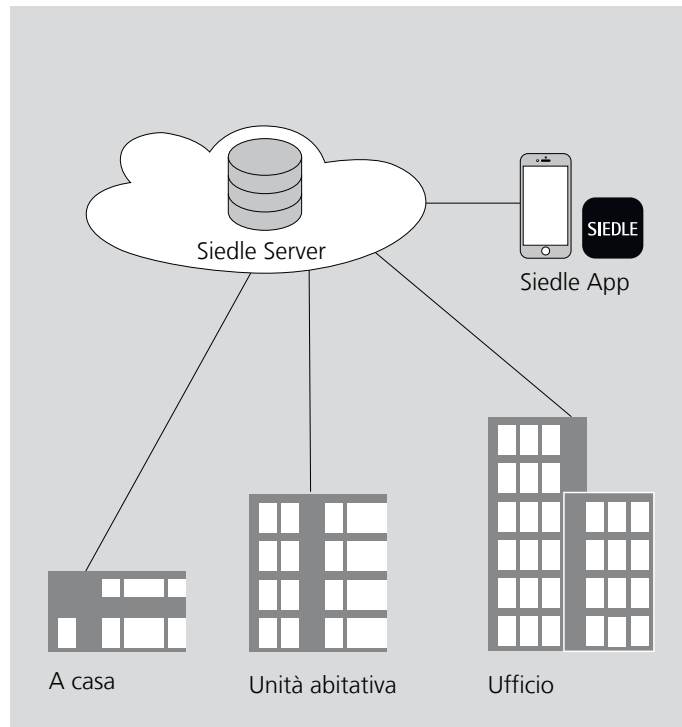 Siedle Server
SIEDLE
Siedle App
A casa
Unità abitativa
Ufficio